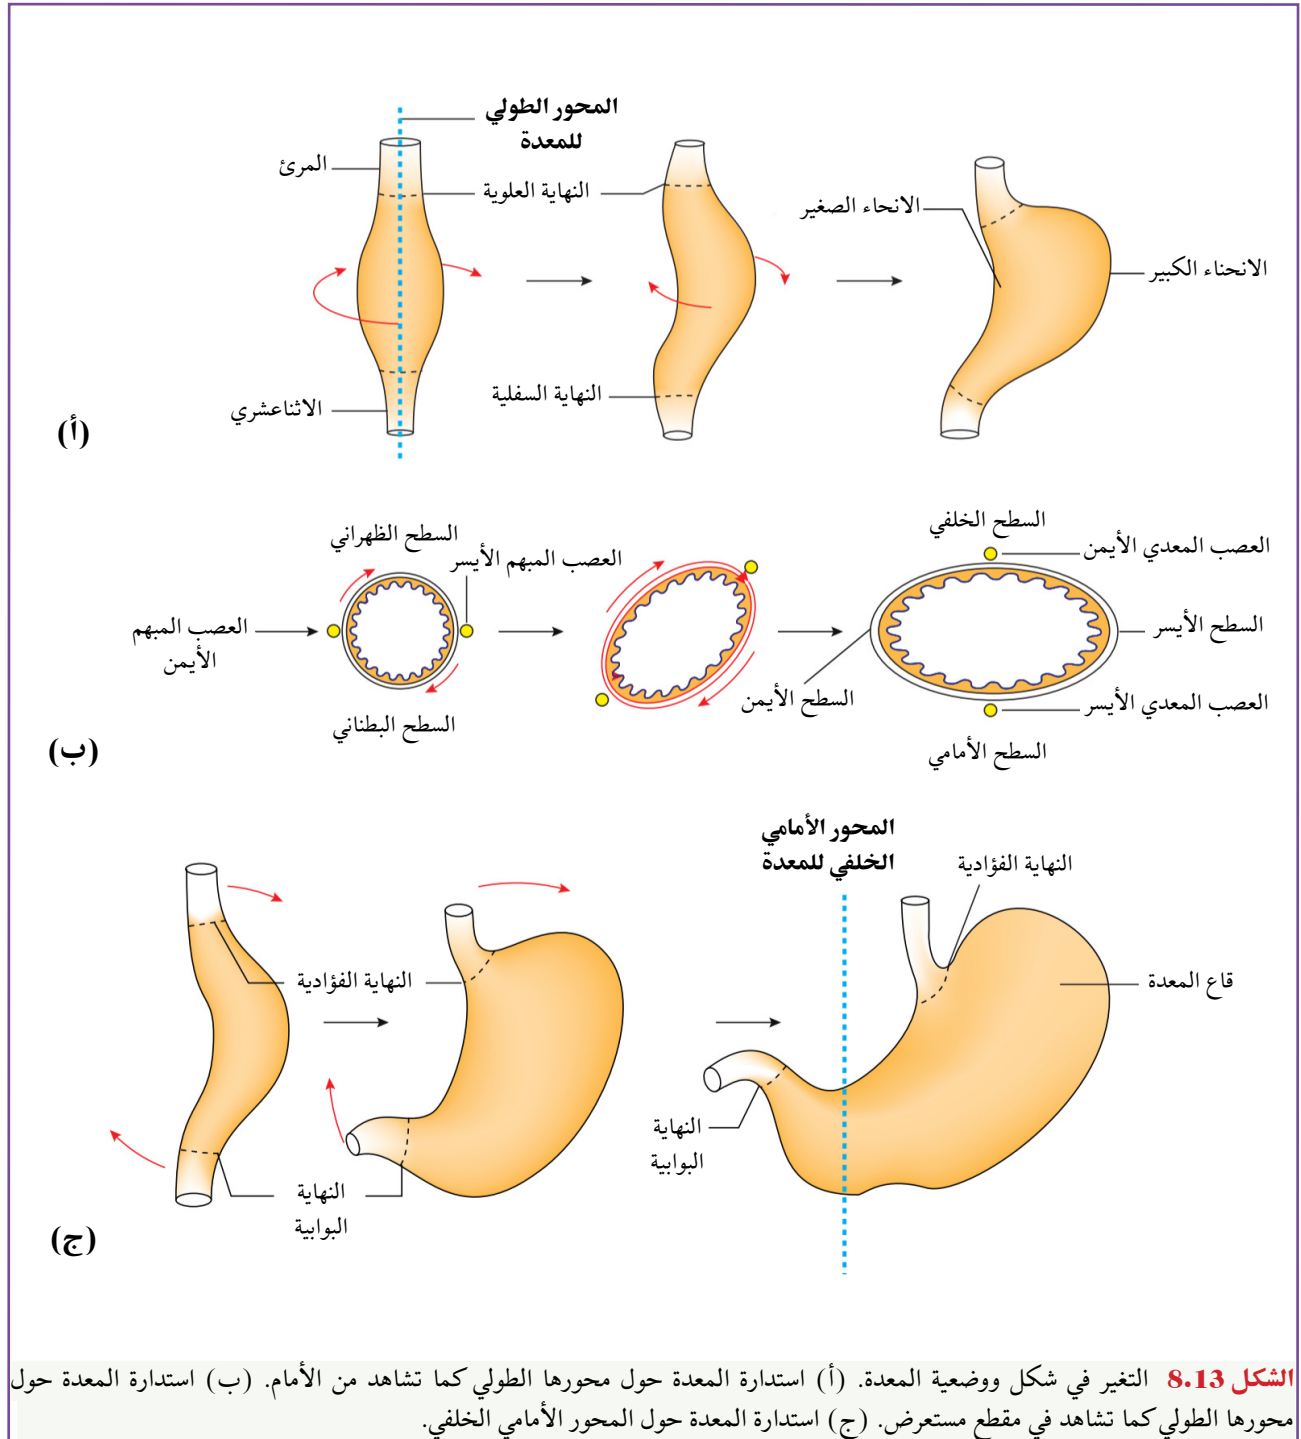 المحور الطولي
للمعدة
المرئ
النهاية العلوية
الانحاء الصغير
الانحناء الكبير
النهاية السفلية
الاثناعشري
(أ)
السطح الظهراني
العصب المبهم الأيسر
العصب المبهم
الأيمن
السطح البطناني
السطح الخلفي
العصب المعدي الأيمن
السطح الأيسر
السطح الأيمن
العصب المعدي الأيسر
السطح الأمامي
(ب)
المحور الأمامي
الخلفي للمعدة
النهاية الفؤادية
النهاية الفؤادية
قاع المعدة
النهاية
البوابية
النهاية
البوابية
(ج)
الشكل 8.13 التغير في شكل ووضعية المعدة. (أ) استدارة المعدة حول محورها الطولي كما تشاهد من الأمام. (ب) استدارة المعدة حول
محورها الطولي كما تشاهد في مقطع مستعرض. (ج) استدارة المعدة حول المحور الأمامي الخلفي.